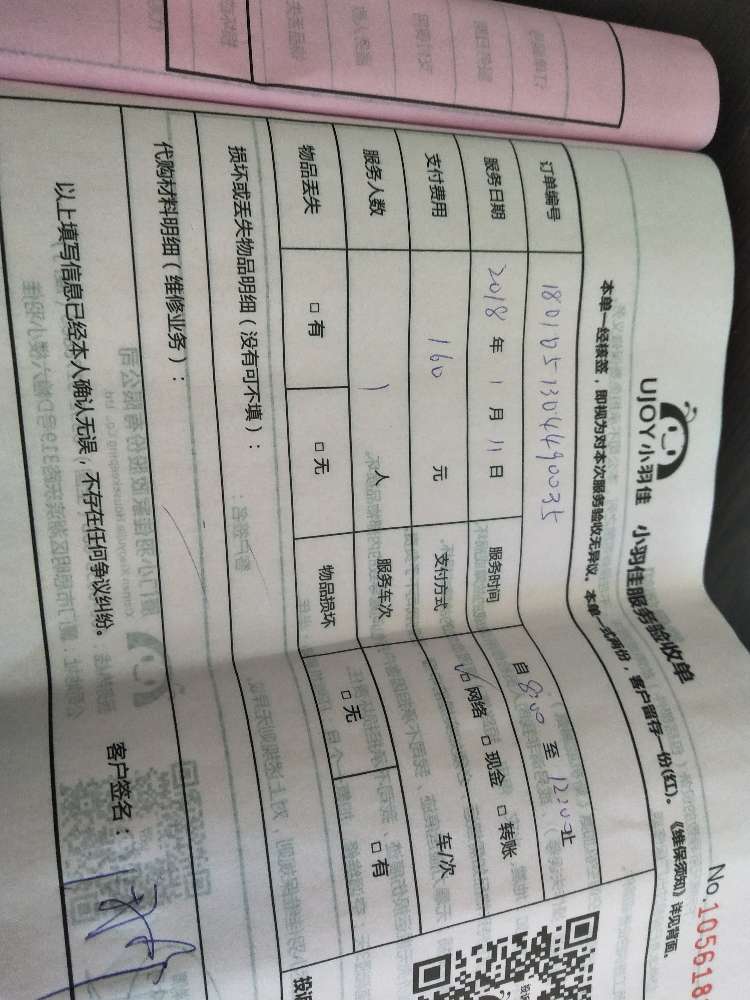 UJOY小羽佳 小羽佳服务验收单
No.105618
本单一经核签，即视为对本次服务验收无异议。本单一式两份，客户留存一份(红)。《维保须知》详见背面。
订单编号 1801051304490035
服务日期 2018 年 1 月 11 日 服务时间 自 8:00 至 12:00止
支付费用 160 元 支付方式 ☑网络 □现金 □转账
服务人数 1 人 服务车次 车/次
物品丢失 □有 □无 物品损坏 □无 □有
损坏或丢失物品明细（没有可不填）：
代购材料明细（维修业务）：
以上填写信息已经本人确认无误，不存在任何争议纠纷。 客户签名：